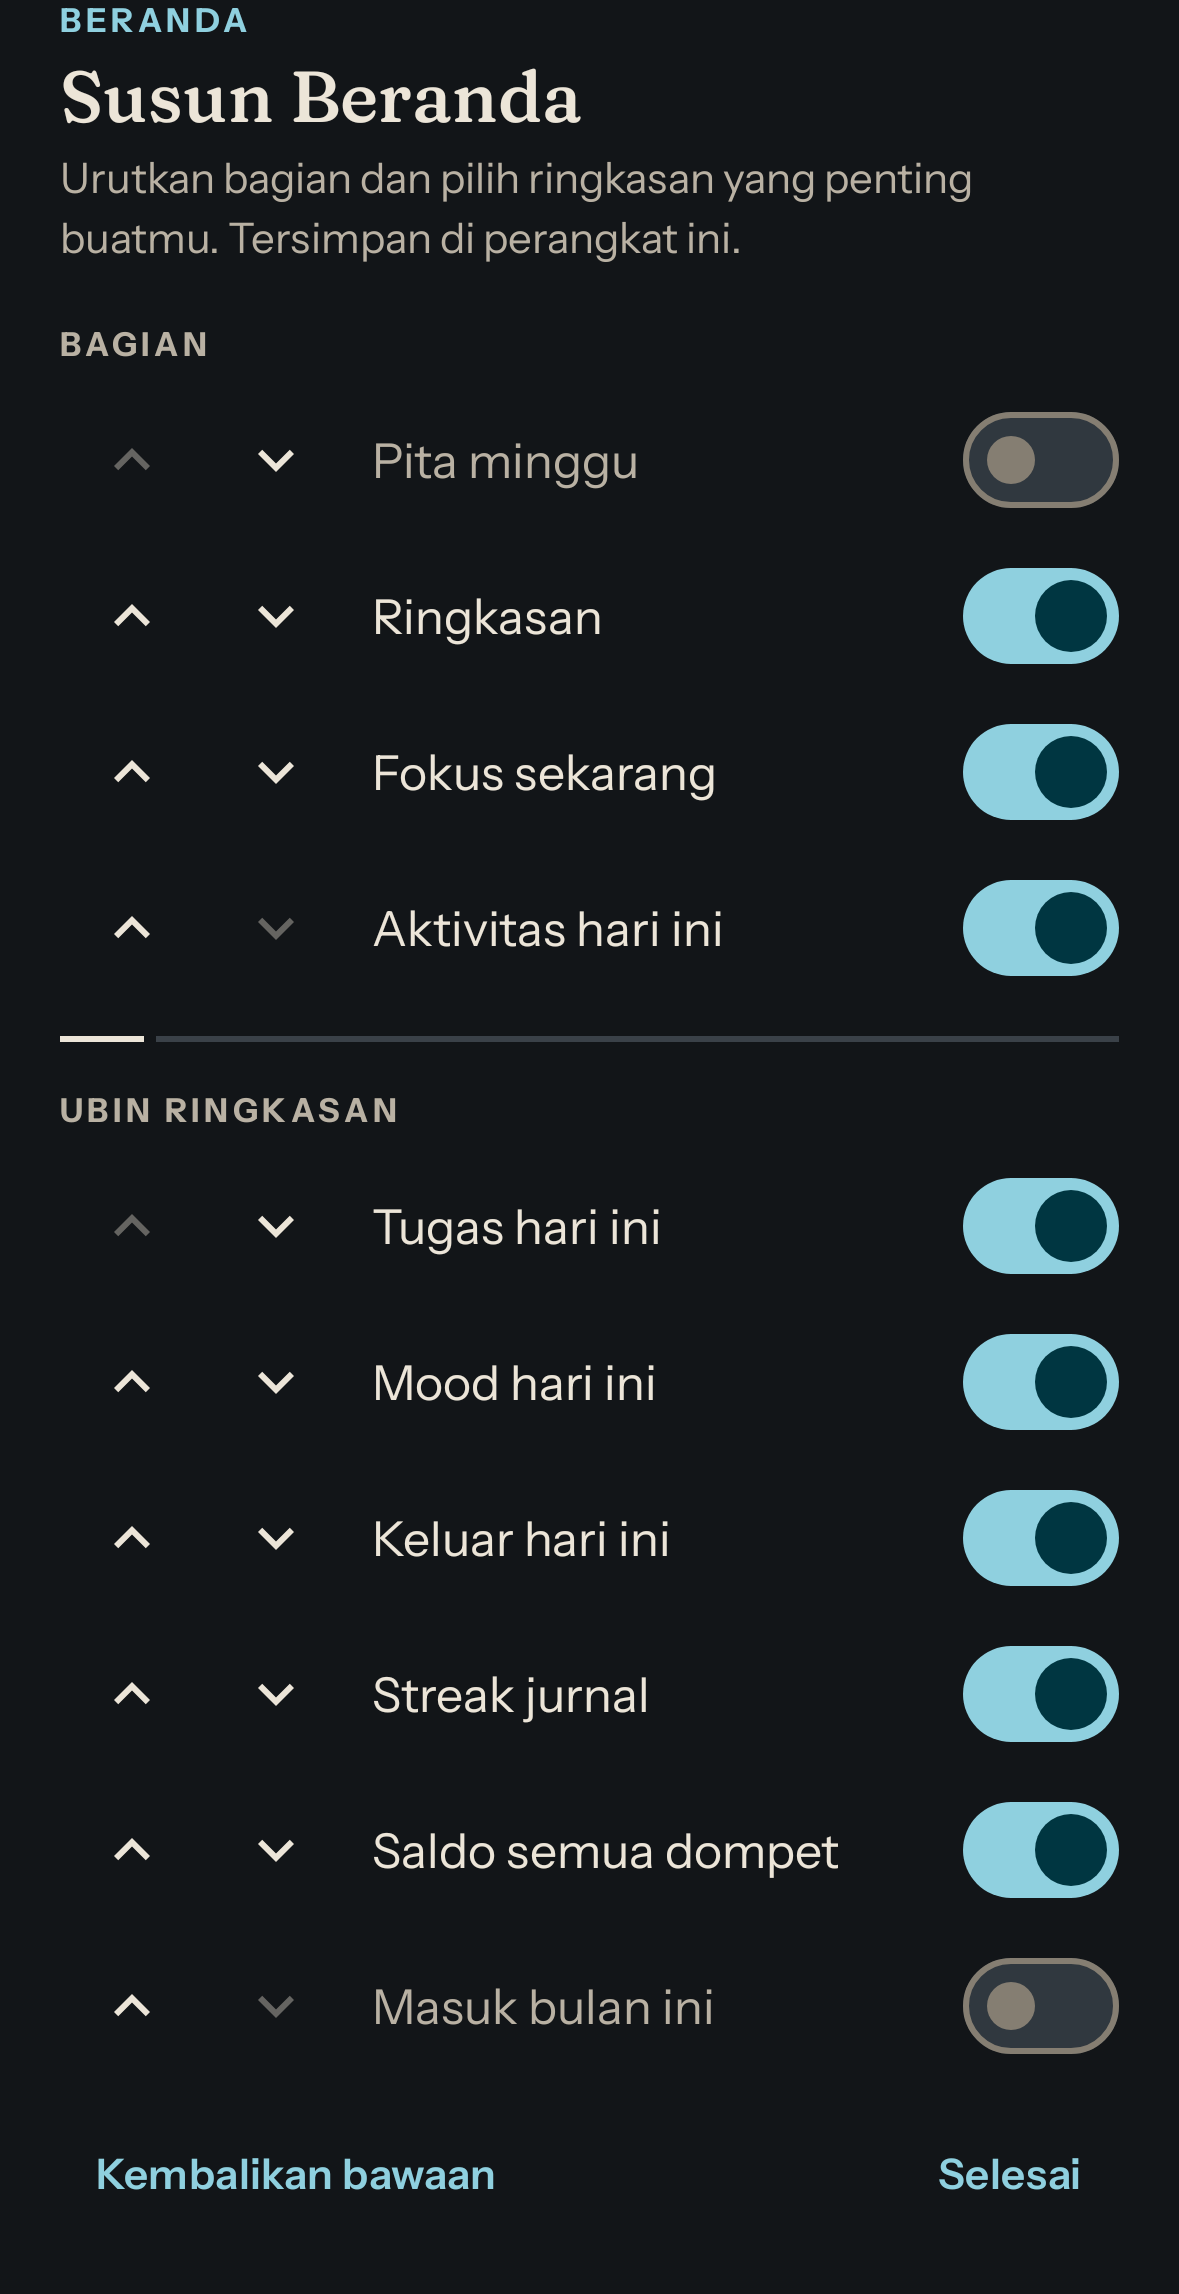 BERANDA
Susun Beranda
Urutkan bagian dan pilih ringkasan yang penting
buatmu. Tersimpan di perangkat ini.
BAGIAN
Pita minggu
Ringkasan
Fokus sekarang
Aktivitas hari ini
UBIN RINGKASAN
Tugas hari ini
Mood hari ini
Keluar hari ini
Streak jurnal
Saldo semua dompet
Masuk bulan ini
Kembalikan bawaan
Selesai